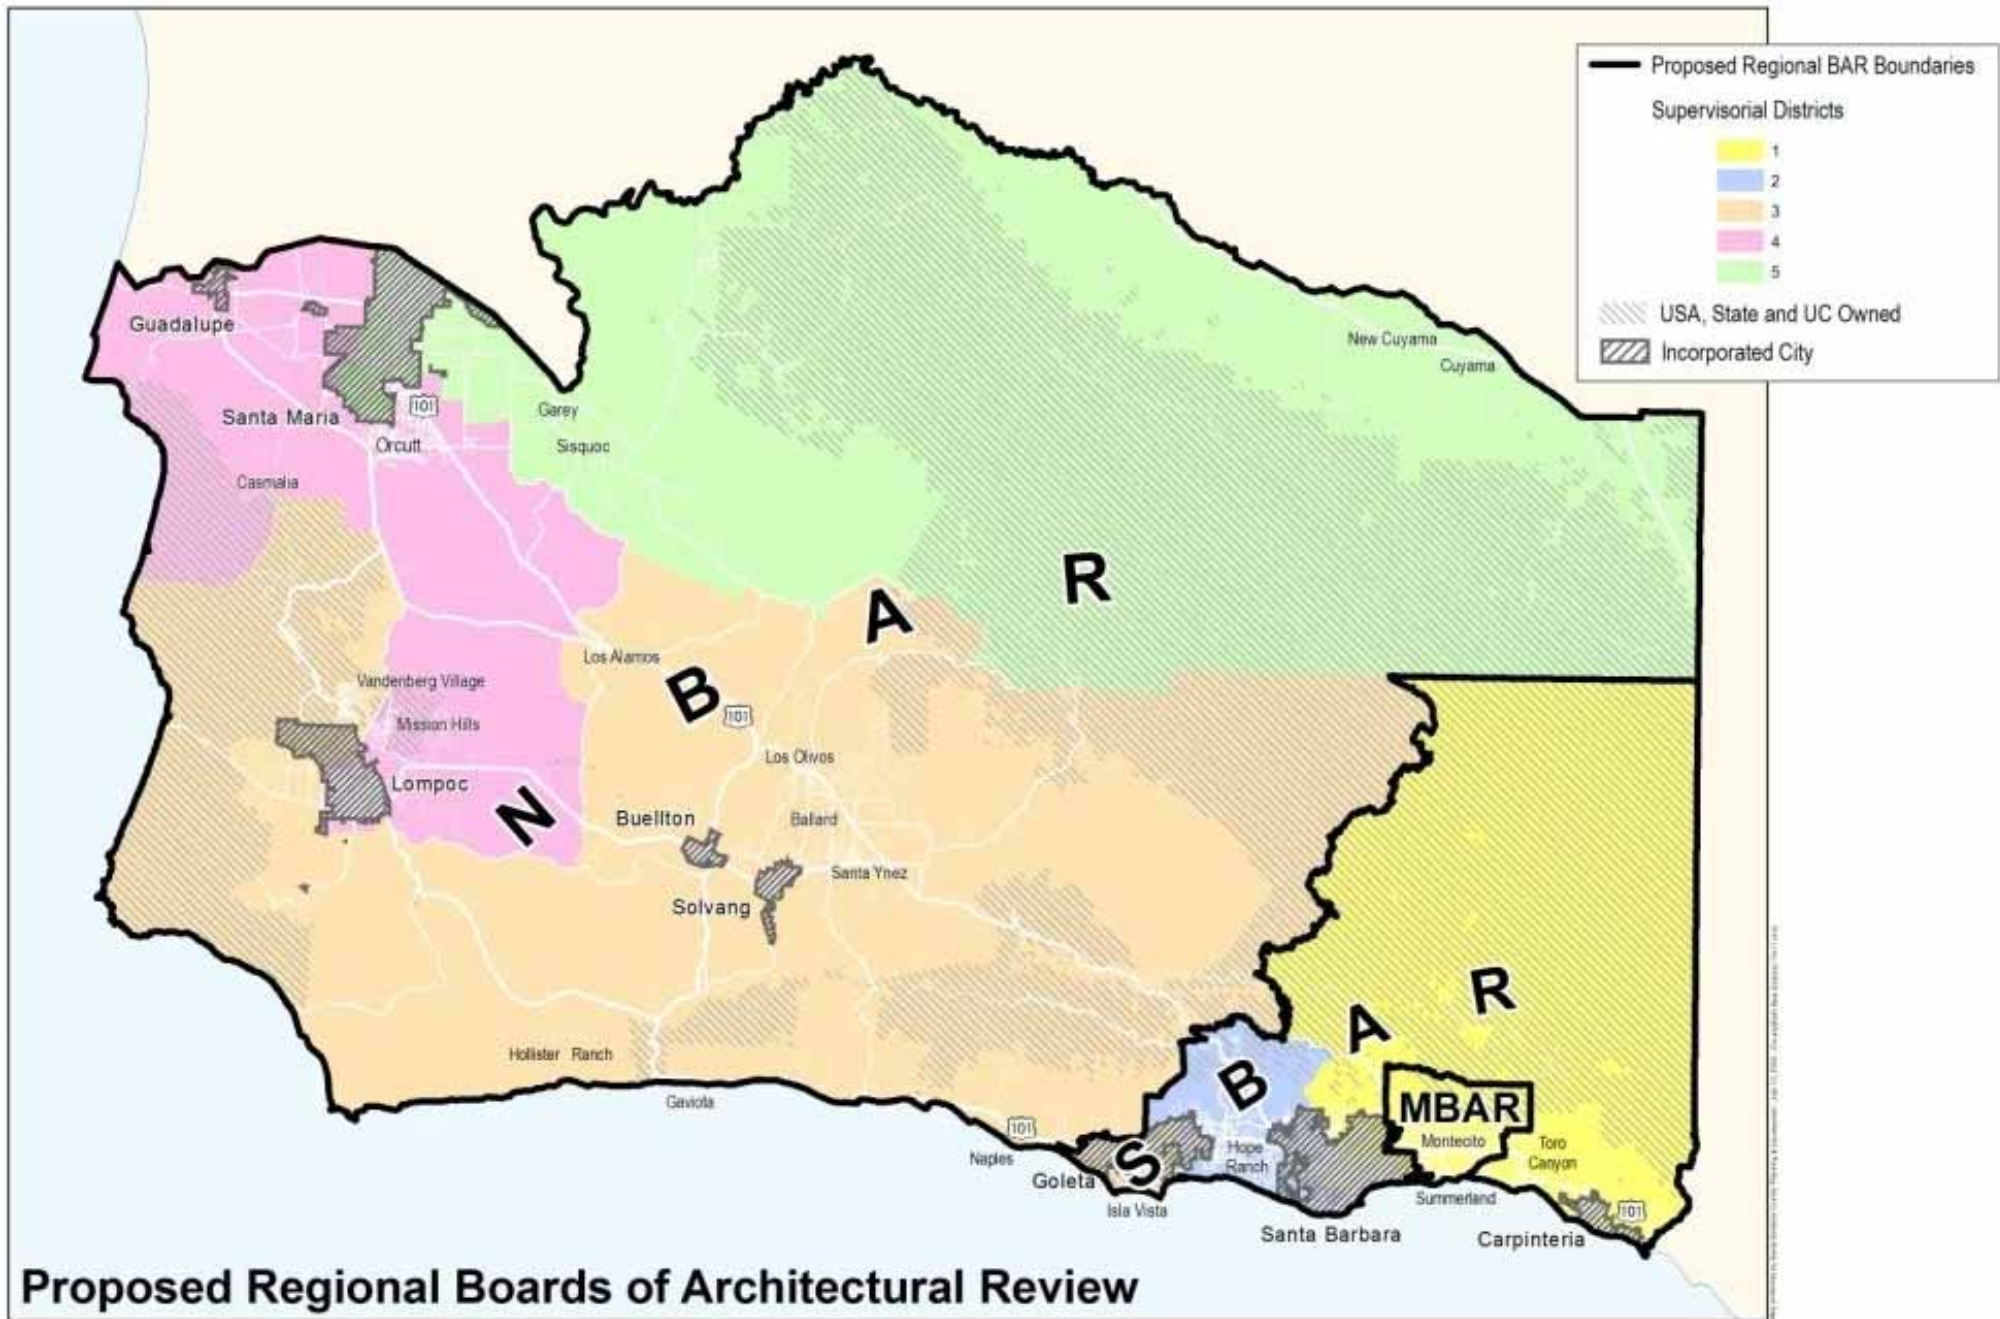 Proposed Regional BAR Boundaries
Supervisorial Districts
1
2
3
4
5
USA, State and UC Owned
Incorporated City
Guadalupe
Santa Maria
101
Orcutt
Garey
Sisquoc
Casmalia
New Cuyama
Cuyama
N B A R
Los Alamos
Vandenberg Village
Mission Hills
Lompoc
101
Los Olivos
Buellton
Ballard
Santa Ynez
Solvang
Hollister Ranch
Gaviota
101
Naples
S B A R
MBAR
Montecito
Toro
Canyon
Hope
Ranch
Goleta
Isla Vista
Summerland
101
Santa Barbara
Carpinteria
Proposed Regional Boards of Architectural Review